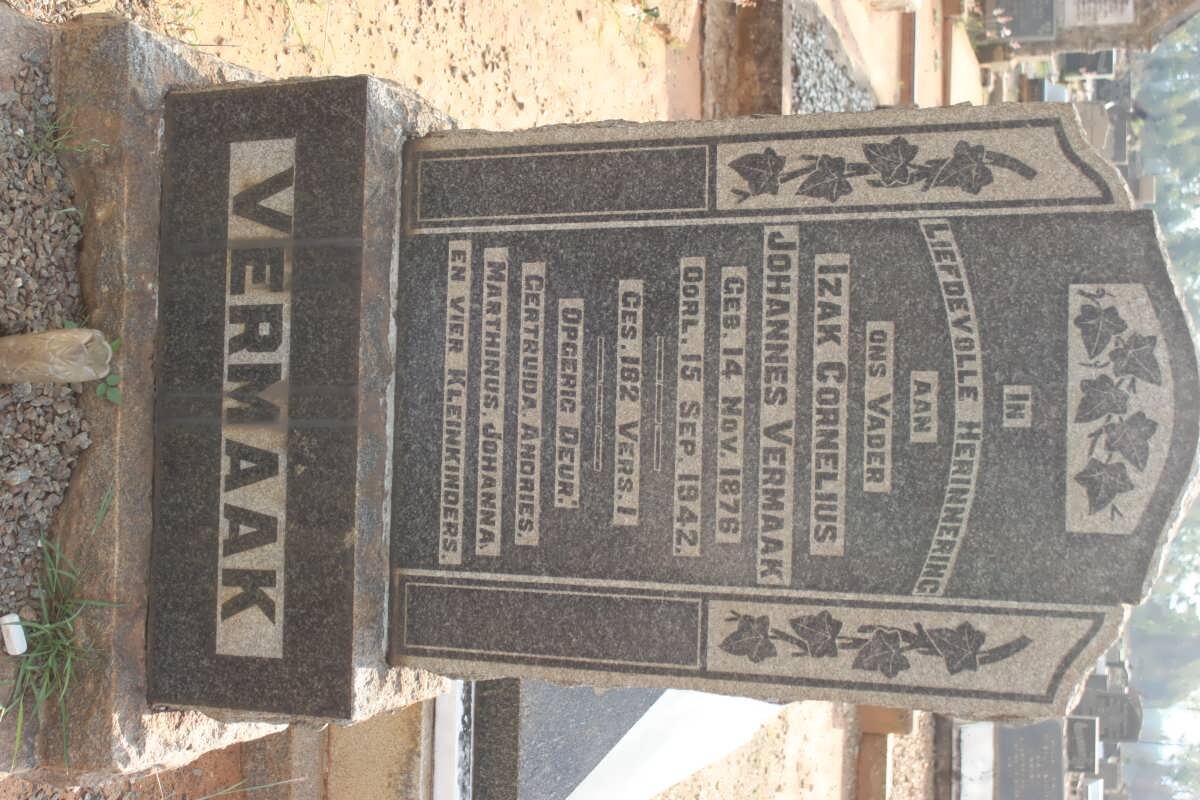 IN
LIEFDEVOLLE HERINNERING
AAN
ONS VADER
IZAK CORNELIUS
JOHANNES VERMAAK
GEB. 14 NOV. 1876
OORL. 15 SEP. 1942.
GES. 182 VERS. 1
OPGERIG DEUR:
GERTRUIDA, ANDRIES,
MARTHINUS, JOHANNA,
EN VIER KLEINKINDERS.
VERMAAK